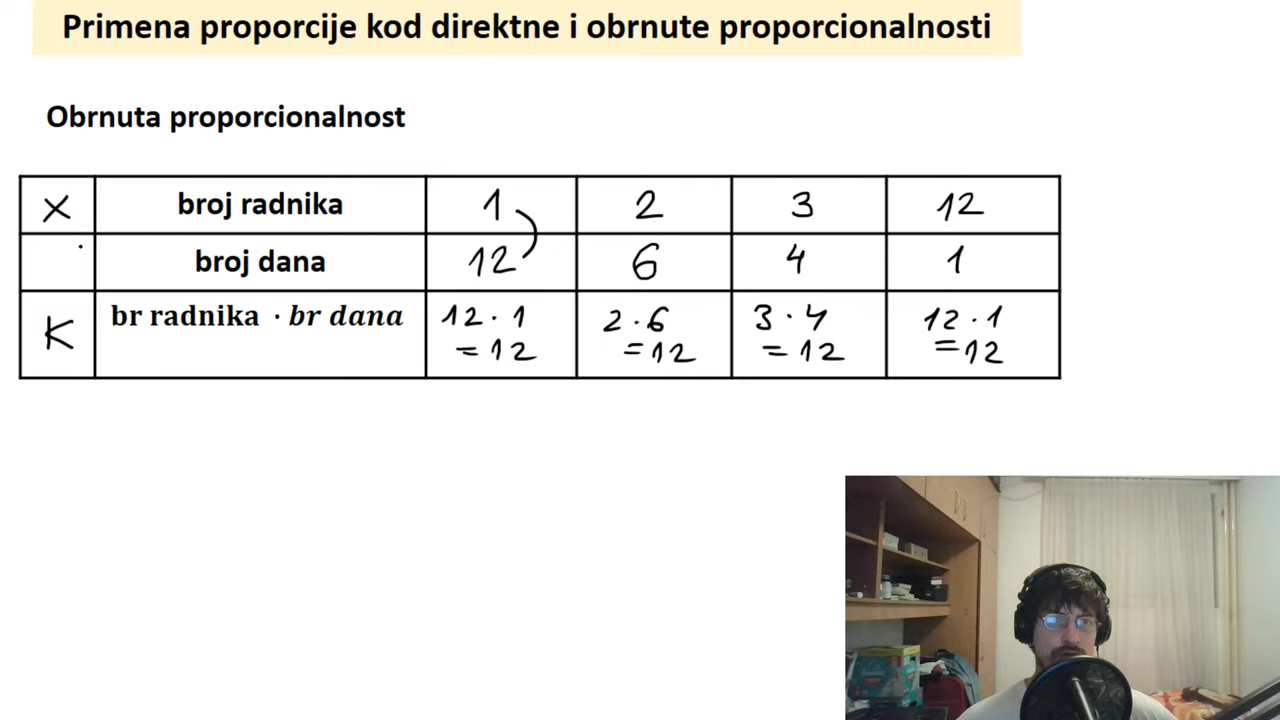 Primena proporcije kod direktne i obrnute proporcionalnosti
Obrnuta proporcionalnost
x broj radnika 1 2 3 12
broj dana 12 6 4 1
K br radnika · br dana 12 · 1 2 · 6 3 · 4 12 · 1
= 12 = 12 = 12 = 12